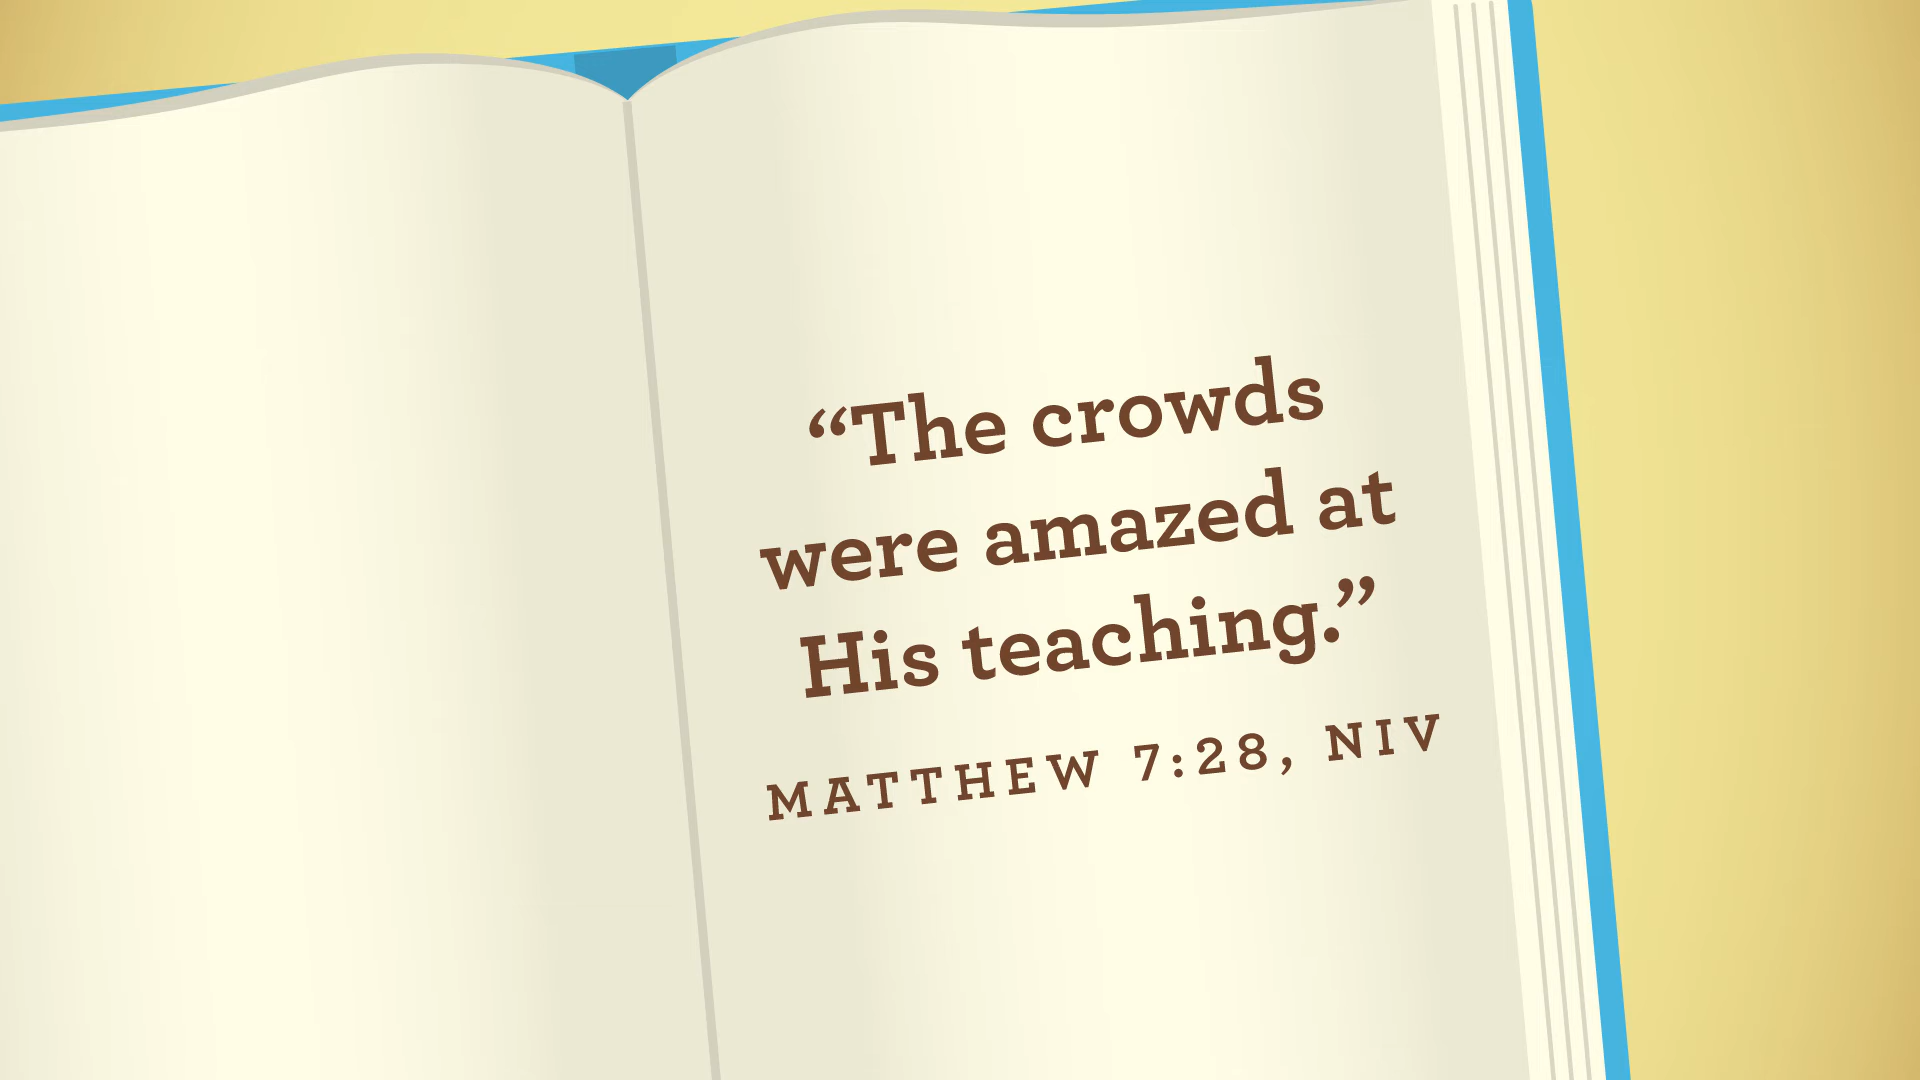 “The crowds
were amazed at
His teaching.”
MATTHEW 7:28, NIV